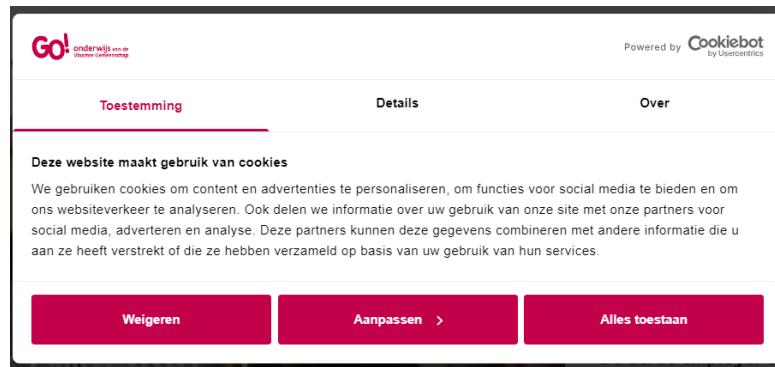 GO! onderwijs van de
Vlaamse Gemeenschap
Powered by Cookiebot
by Usercentrics
Toestemming Details Over
Deze website maakt gebruik van cookies
We gebruiken cookies om content en advertenties te personaliseren, om functies voor social media te bieden en om
ons websiteverkeer te analyseren. Ook delen we informatie over uw gebruik van onze site met onze partners voor
social media, adverteren en analyse. Deze partners kunnen deze gegevens combineren met andere informatie die u
aan ze heeft verstrekt of die ze hebben verzameld op basis van uw gebruik van hun services.
Weigeren Aanpassen Alles toestaan